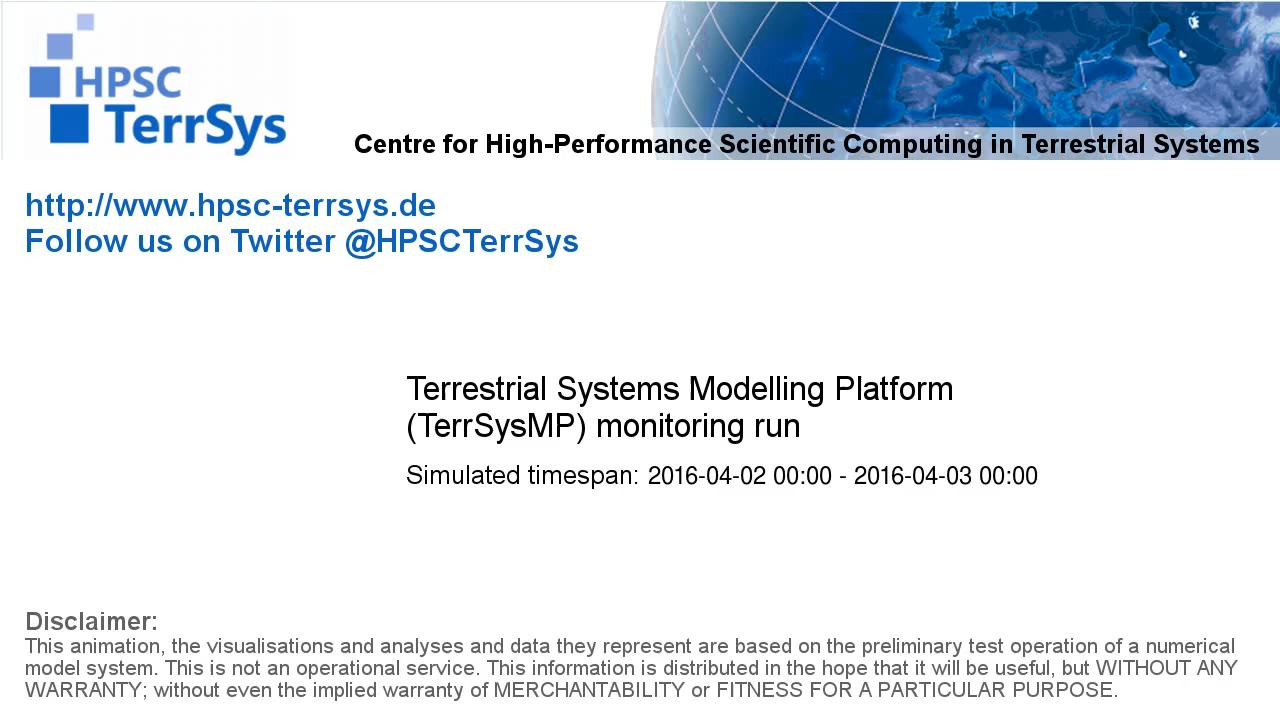 HPSC
TerrSys
Centre for High-Performance Scientific Computing in Terrestrial Systems
http://www.hpsc-terrsys.de
Follow us on Twitter @HPSCTerrSys
Terrestrial Systems Modelling Platform
(TerrSysMP) monitoring run
Simulated timespan: 2016-04-02 00:00 - 2016-04-03 00:00
Disclaimer:
This animation, the visualisations and analyses and data they represent are based on the preliminary test operation of a numerical
model system. This is not an operational service. This information is distributed in the hope that it will be useful, but WITHOUT ANY
WARRANTY; without even the implied warranty of MERCHANTABILITY or FITNESS FOR A PARTICULAR PURPOSE.